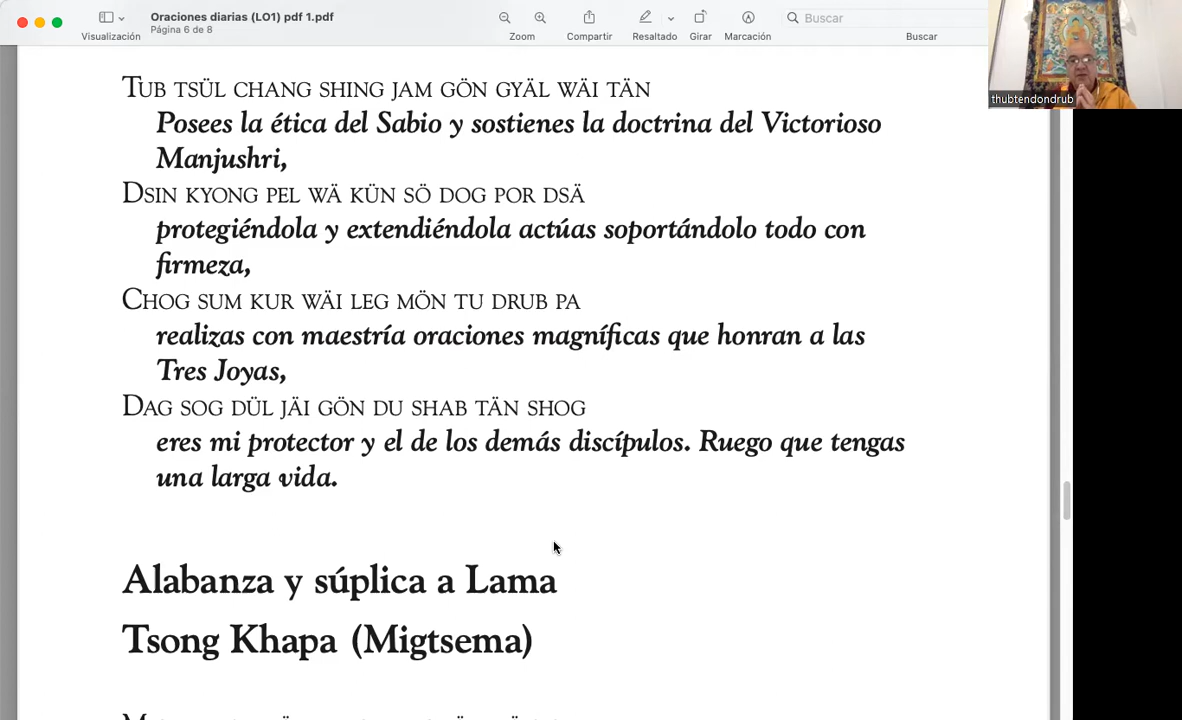 Oraciones diarias (LO1) pdf 1.pdf
Página 6 de 8
Visualización
Zoom
Compartir
Resaltado
Girar
Marcación
Buscar
Buscar
thubtendondrub
TUB TSÜL CHANG SHING JAM GÖN GYÄL WÄI TÄN
Posees la ética del Sabio y sostienes la doctrina del Victorioso
Manjushri,
DSIN KYONG PEL WÄ KÜN SÖ DOG POR DSÄ
protegiéndola y extendiéndola actúas soportándolo todo con
firmeza,
CHOG SUM KUR WÄI LEG MÖN TU DRUB PA
realizas con maestría oraciones magníficas que honran a las
Tres Joyas,
DAG SOG DÜL JÄI GÖN DU SHAB TÄN SHOG
eres mi protector y el de los demás discípulos. Ruego que tengas
una larga vida.
Alabanza y súplica a Lama
Tsong Khapa (Migtsema)